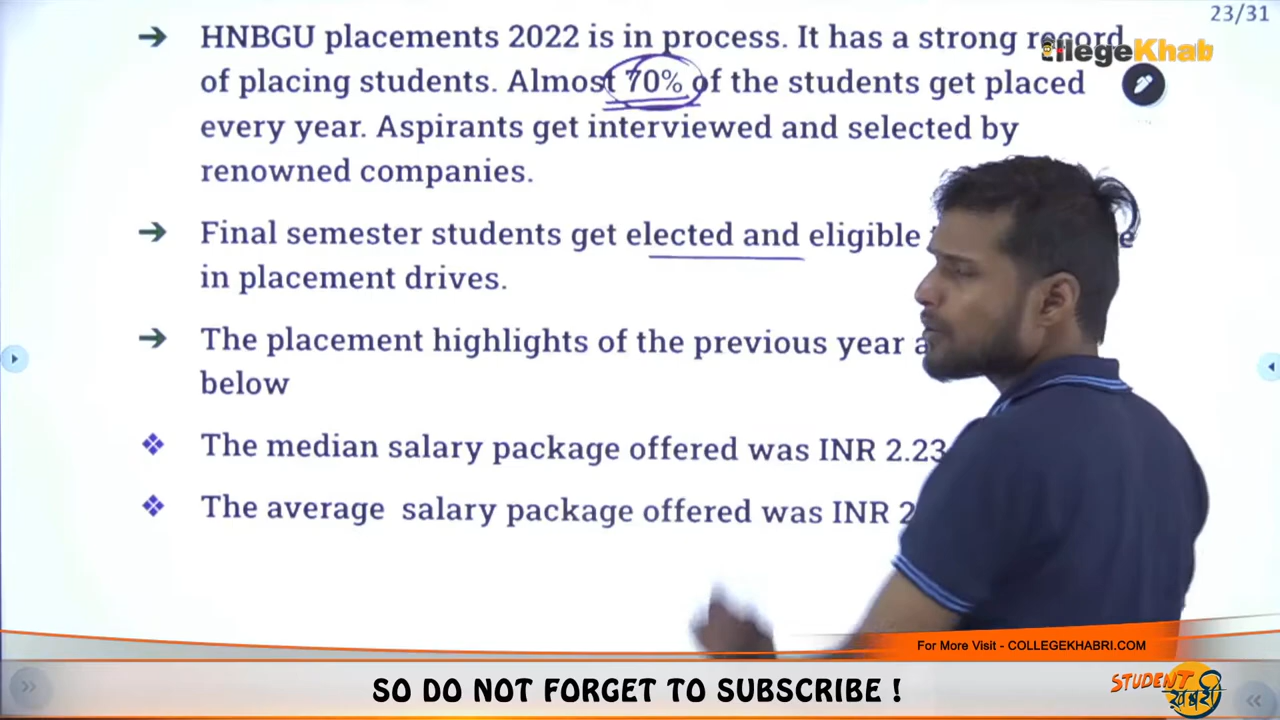 23/31
HNBGU placements 2022 is in process. It has a strong record
llegeKhab
of placing students. Almost 70% of the students get placed
every year. Aspirants get interviewed and selected by
renowned companies.
Final semester students get elected and eligible
in placement drives.
The placement highlights of the previous year
below
The median salary package offered was INR 2.23
The average salary package offered was INR 2
For More Visit - COLLEGEKHABRI.COM
SO DO NOT FORGET TO SUBSCRIBE !
STUDENT
खबरी